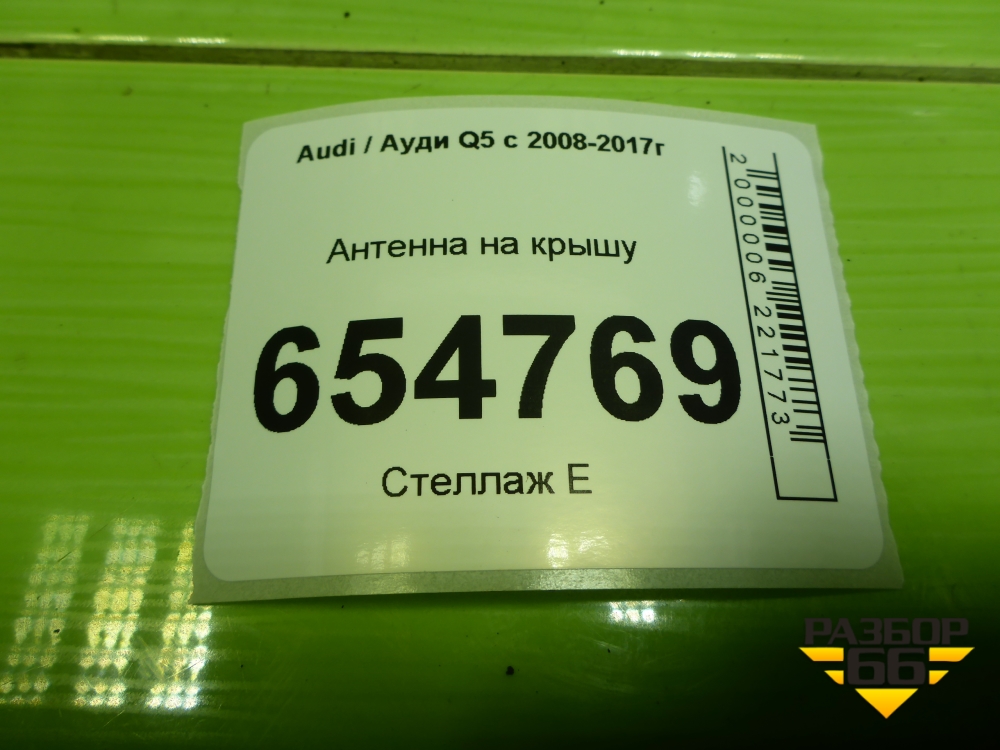 Audi / Ауди Q5 с 2008-2017г
Антенна на крышу
654769
Стеллаж Е
2000006221773
РАЗБОР
66